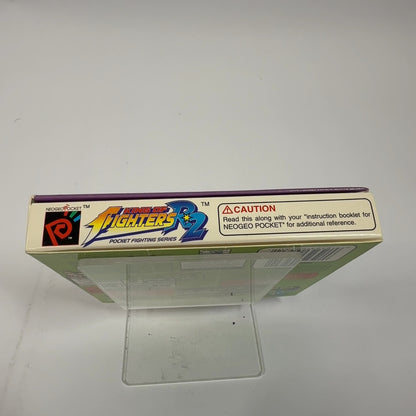 NEOGEO POCKET™
KING OF FIGHTERS R-2™
POCKET FIGHTING SERIES
⚠CAUTION
Read this along with your "instruction booklet for
NEOGEO POCKET" for additional reference.